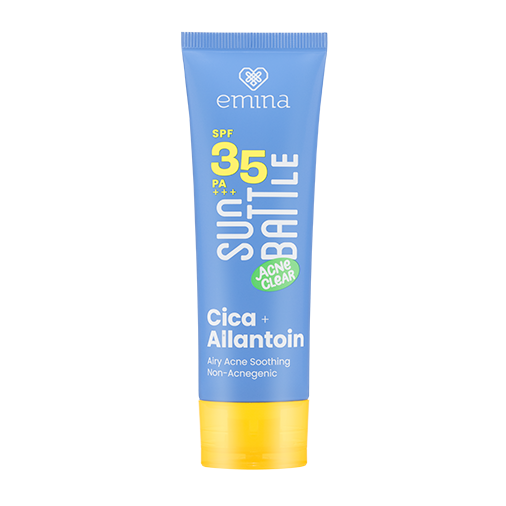 emina
SPF
35
PA
+++
SUN
BATTLE
ACNE
CLEAR
Cica +
Allantoin
Airy Acne Soothing
Non-Acnegenic